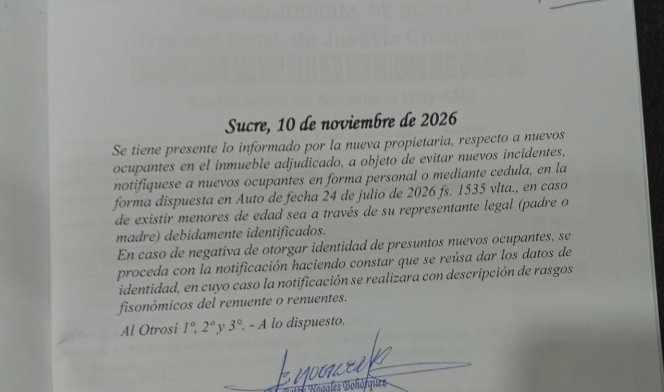 Sucre, 10 de noviembre de 2026
Se tiene presente lo informado por la nueva propietaria, respecto a nuevos
ocupantes en el inmueble adjudicado, a objeto de evitar nuevos incidentes,
notifíquese a nuevos ocupantes en forma personal o mediante cedula, en la
forma dispuesta en Auto de fecha 24 de julio de 2026 fs. 1535 vlta., en caso
de existir menores de edad sea a través de su representante legal (padre o
madre) debidamente identificados.
En caso de negativa de otorgar identidad de presuntos nuevos ocupantes, se
proceda con la notificación haciendo constar que se reúsa dar los datos de
identidad, en cuyo caso la notificación se realizara con descripción de rasgos
fisonómicos del renuente o renuentes.
Al Otrosi 1°, 2° y 3°. - A lo dispuesto.
Nogales Bohórquez